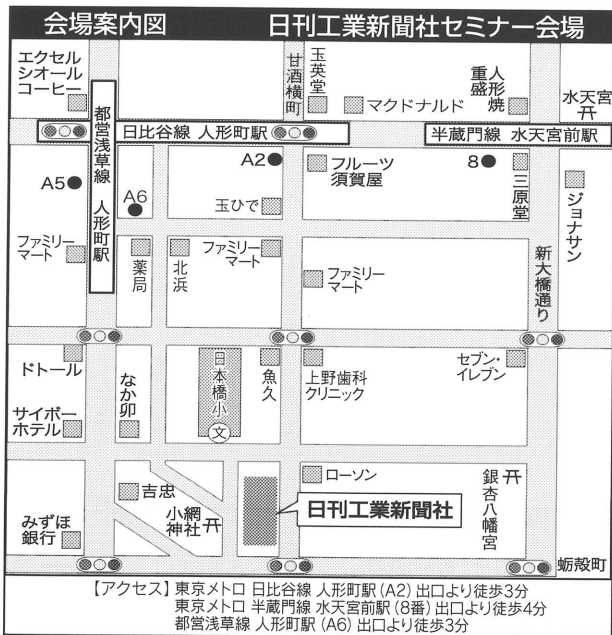 会場案内図　日刊工業新聞社セミナー会場
エクセル
シオール
コーヒー
甘酒横町
玉英堂
マクドナルド
人形焼
重盛
水天宮
都営浅草線 人形町駅
日比谷線 人形町駅
半蔵門線 水天宮前駅
A5
A6
A2
フルーツ
須賀屋
8
三原堂
ジョナサン
玉ひで
ファミリー
マート
薬局
北浜
ファミリー
マート
ファミリー
マート
新大橋通り
ドトール
なか卯
日本橋小
文
魚久
上野歯科
クリニック
セブン・
イレブン
サイボー
ホテル
吉忠
小網
神社
ローソン
日刊工業新聞社
銀杏八幡宮
みずほ
銀行
蛎殻町
【アクセス】東京メトロ 日比谷線 人形町駅(A2)出口より徒歩3分
東京メトロ 半蔵門線 水天宮前駅(8番)出口より徒歩4分
都営浅草線 人形町駅(A6)出口より徒歩3分